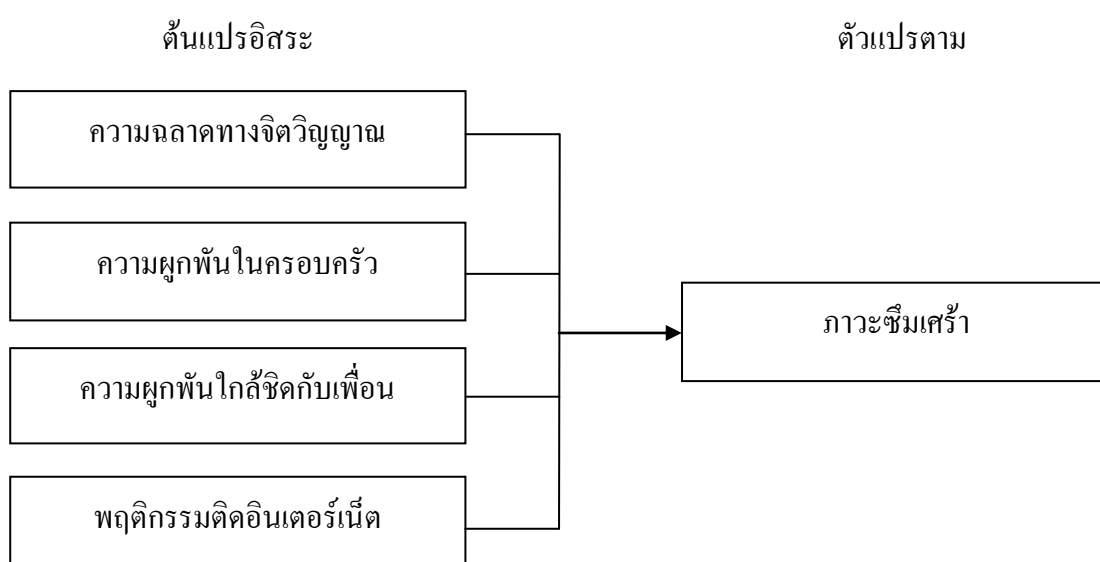 ต้นแปรอิสระ
ตัวแปรตาม
ความฉลาดทางจิตวิญญาณ
ความผูกพันในครอบครัว
ภาวะซึมเศร้า
ความผูกพันใกล้ชิดกับเพื่อน
พฤติกรรมติดอินเตอร์เน็ต